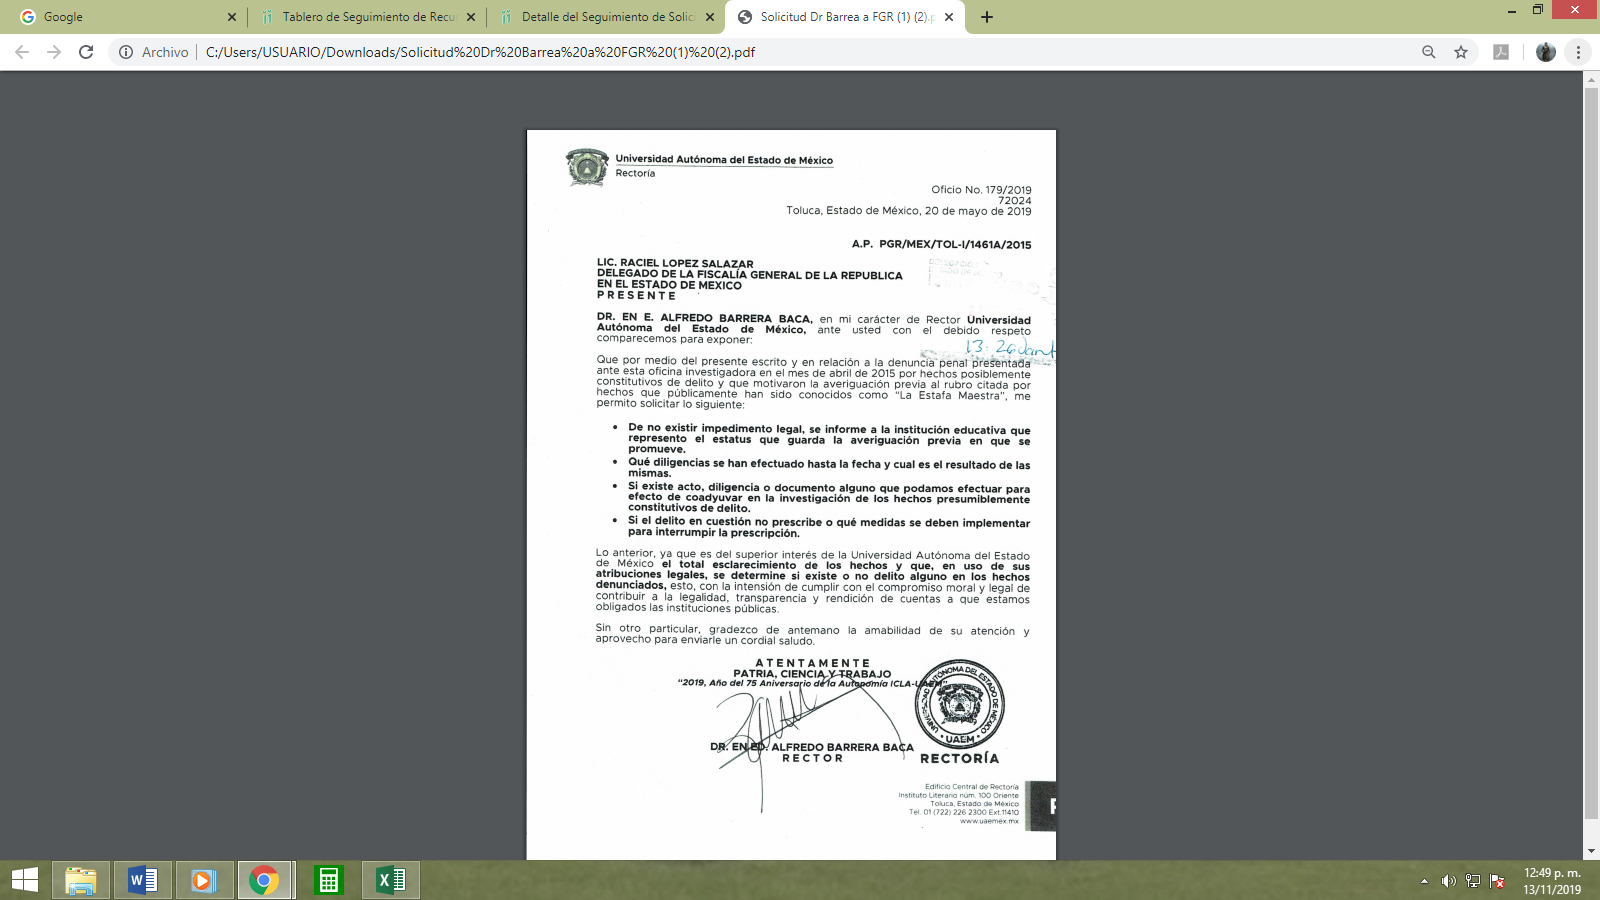 Google
Tablero de Seguimiento de Recu
Detalle del Seguimiento de Solici
Solicitud Dr Barrea a FGR (1) (2).p
Archivo
C:/Users/USUARIO/Downloads/Solicitud%20Dr%20Barrea%20a%20FGR%20(1)%20(2).pdf
Universidad Autónoma del Estado de México
Rectoría
Oficio No. 179/2019
72024
Toluca, Estado de México, 20 de mayo de 2019
A.P. PGR/MEX/TOL-I/1461A/2015
LIC. RACIEL LOPEZ SALAZAR
DELEGADO DE LA FISCALÍA GENERAL DE LA REPUBLICA
EN EL ESTADO DE MEXICO
P R E S E N T E
DR. EN E. ALFREDO BARRERA BACA, en mi carácter de Rector Universidad
Autónoma del Estado de México, ante usted con el debido respeto
comparecemos para exponer:
13:26
Que por medio del presente escrito y en relación a la denuncia penal presentada
ante esta oficina investigadora en el mes de abril de 2015 por hechos posiblemente
constitutivos de delito y que motivaron la averiguación previa al rubro citada por
hechos que públicamente han sido conocidos como “La Estafa Maestra”, me
permito solicitar lo siguiente:
• De no existir impedimento legal, se informe a la institución educativa que
represento el estatus que guarda la averiguación previa en que se
promueve.
• Qué diligencias se han efectuado hasta la fecha y cual es el resultado de las
mismas.
• Si existe acto, diligencia o documento alguno que podamos efectuar para
efecto de coadyuvar en la investigación de los hechos presumiblemente
constitutivos de delito.
• Si el delito en cuestión no prescribe o qué medidas se deben implementar
para interrumpir la prescripción.
Lo anterior, ya que es del superior interés de la Universidad Autónoma del Estado
de México el total esclarecimiento de los hechos y que, en uso de sus
atribuciones legales, se determine si existe o no delito alguno en los hechos
denunciados, esto, con la intensión de cumplir con el compromiso moral y legal de
contribuir a la legalidad, transparencia y rendición de cuentas a que estamos
obligados las instituciones públicas.
Sin otro particular, gradezco de antemano la amabilidad de su atención y
aprovecho para enviarle un cordial saludo.
A T E N T A M E N T E
PATRIA, CIENCIA Y TRABAJO
“2019, Año del 75 Aniversario de la Autonomía ICLA-UAEM”
UNIVERSIDAD AUTÓNOMA DEL ESTADO DE MÉXICO
• UAEM •
RECTORÍA
DR. EN ED. ALFREDO BARRERA BACA
R E C T O R
Edificio Central de Rectoría
Instituto Literario núm. 100 Oriente
Toluca, Estado de México
Tel. 01 (722) 226 2300 Ext.11410
www.uaemex.mx
12:49 p. m.
13/11/2019